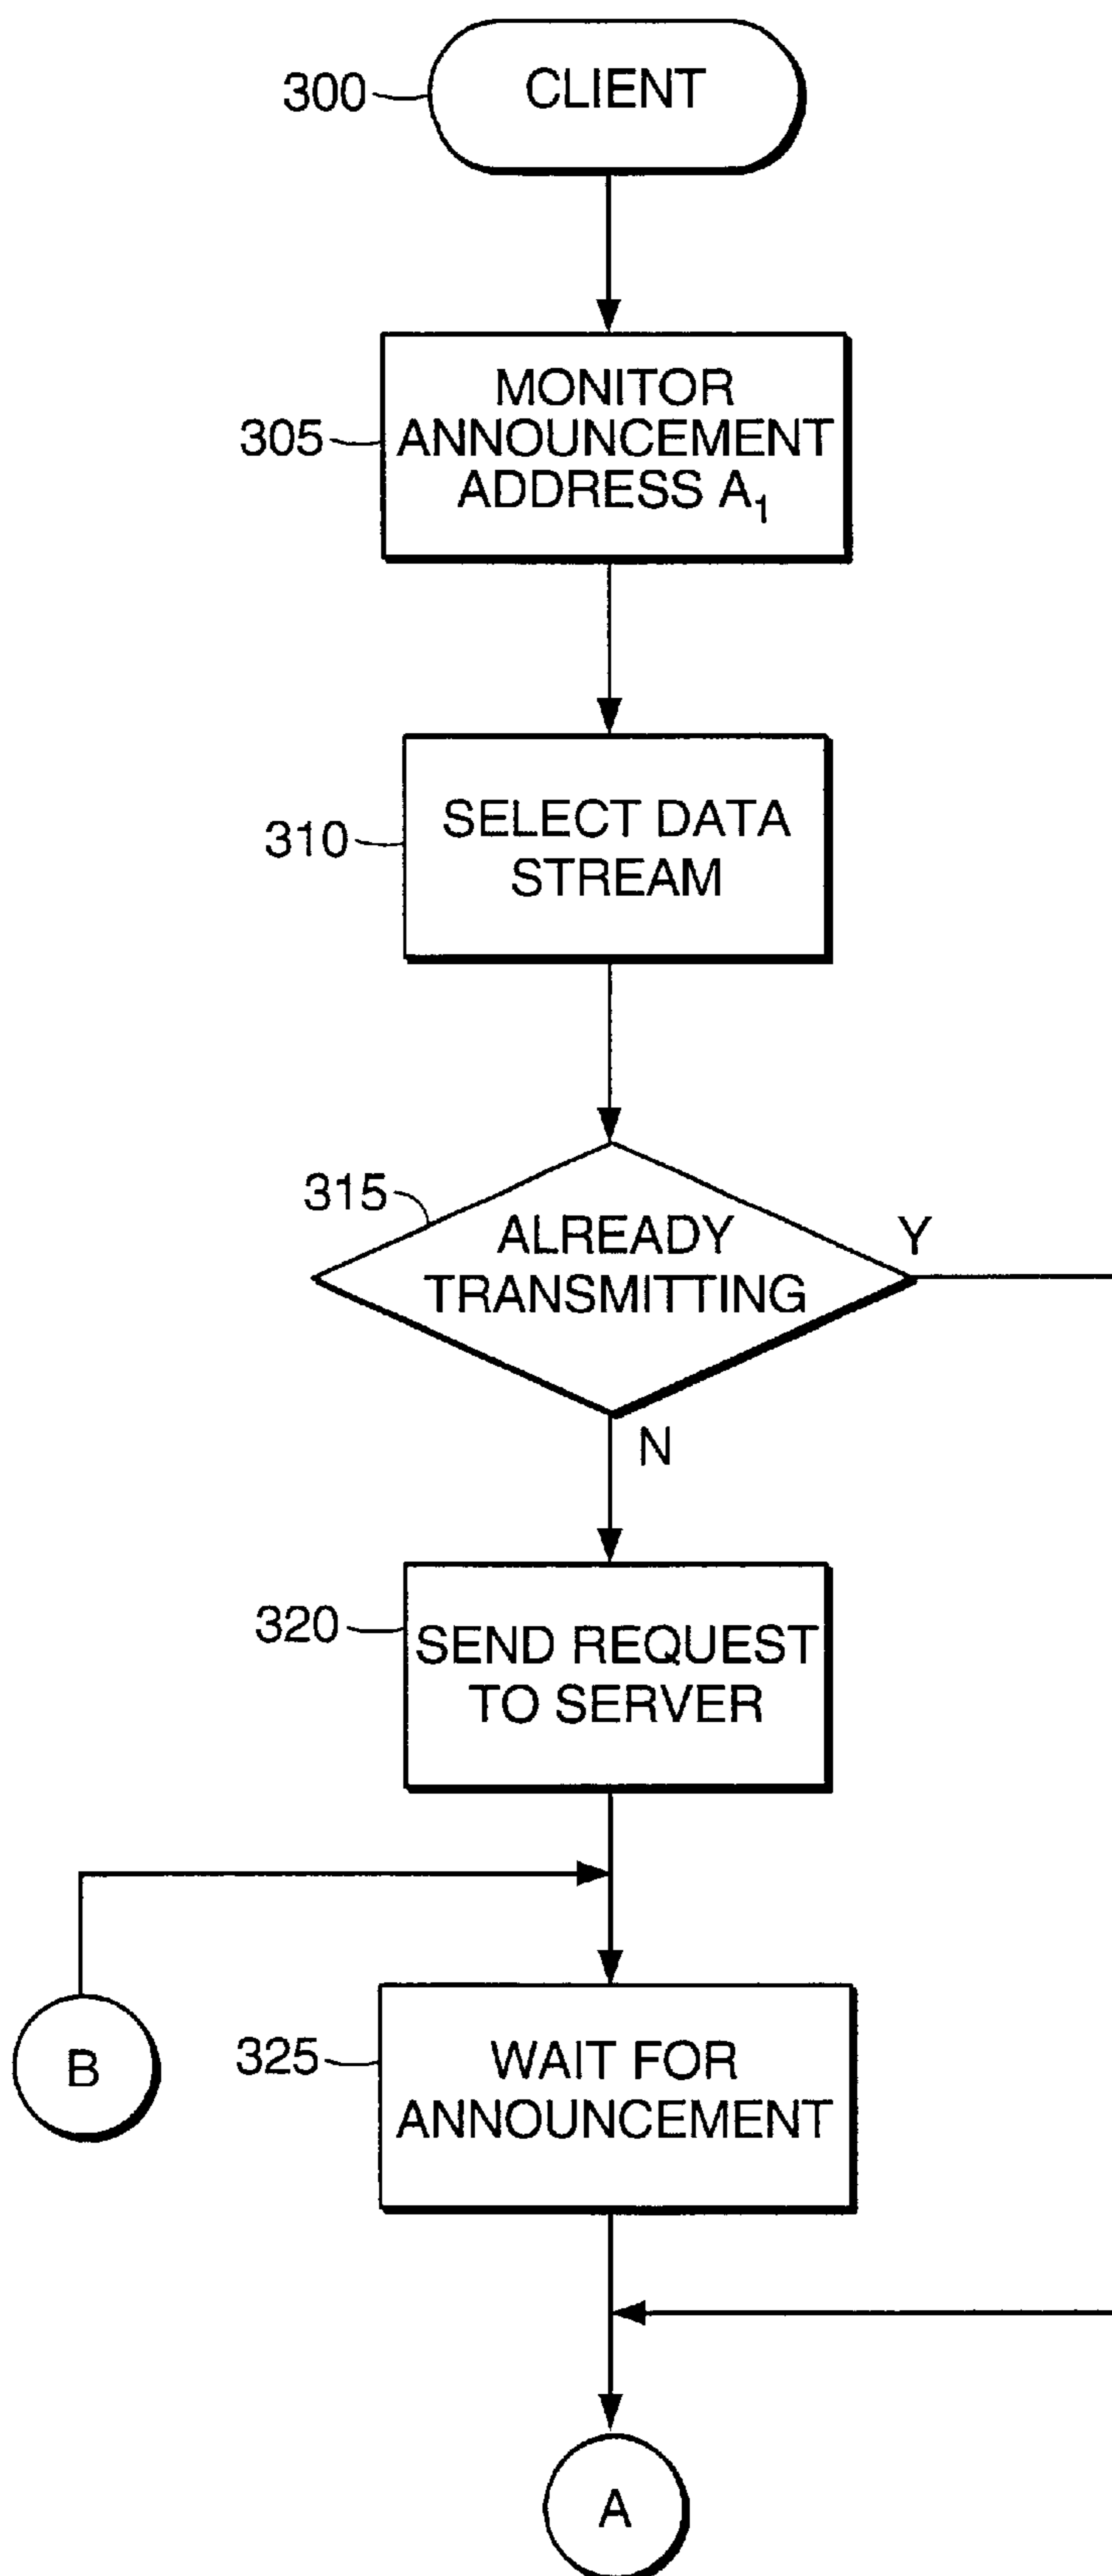 300
CLIENT
305
MONITOR
ANNOUNCEMENT
ADDRESS A₁
310
SELECT DATA
STREAM
315
ALREADY
TRANSMITTING
Y
N
320
SEND REQUEST
TO SERVER
B
325
WAIT FOR
ANNOUNCEMENT
A